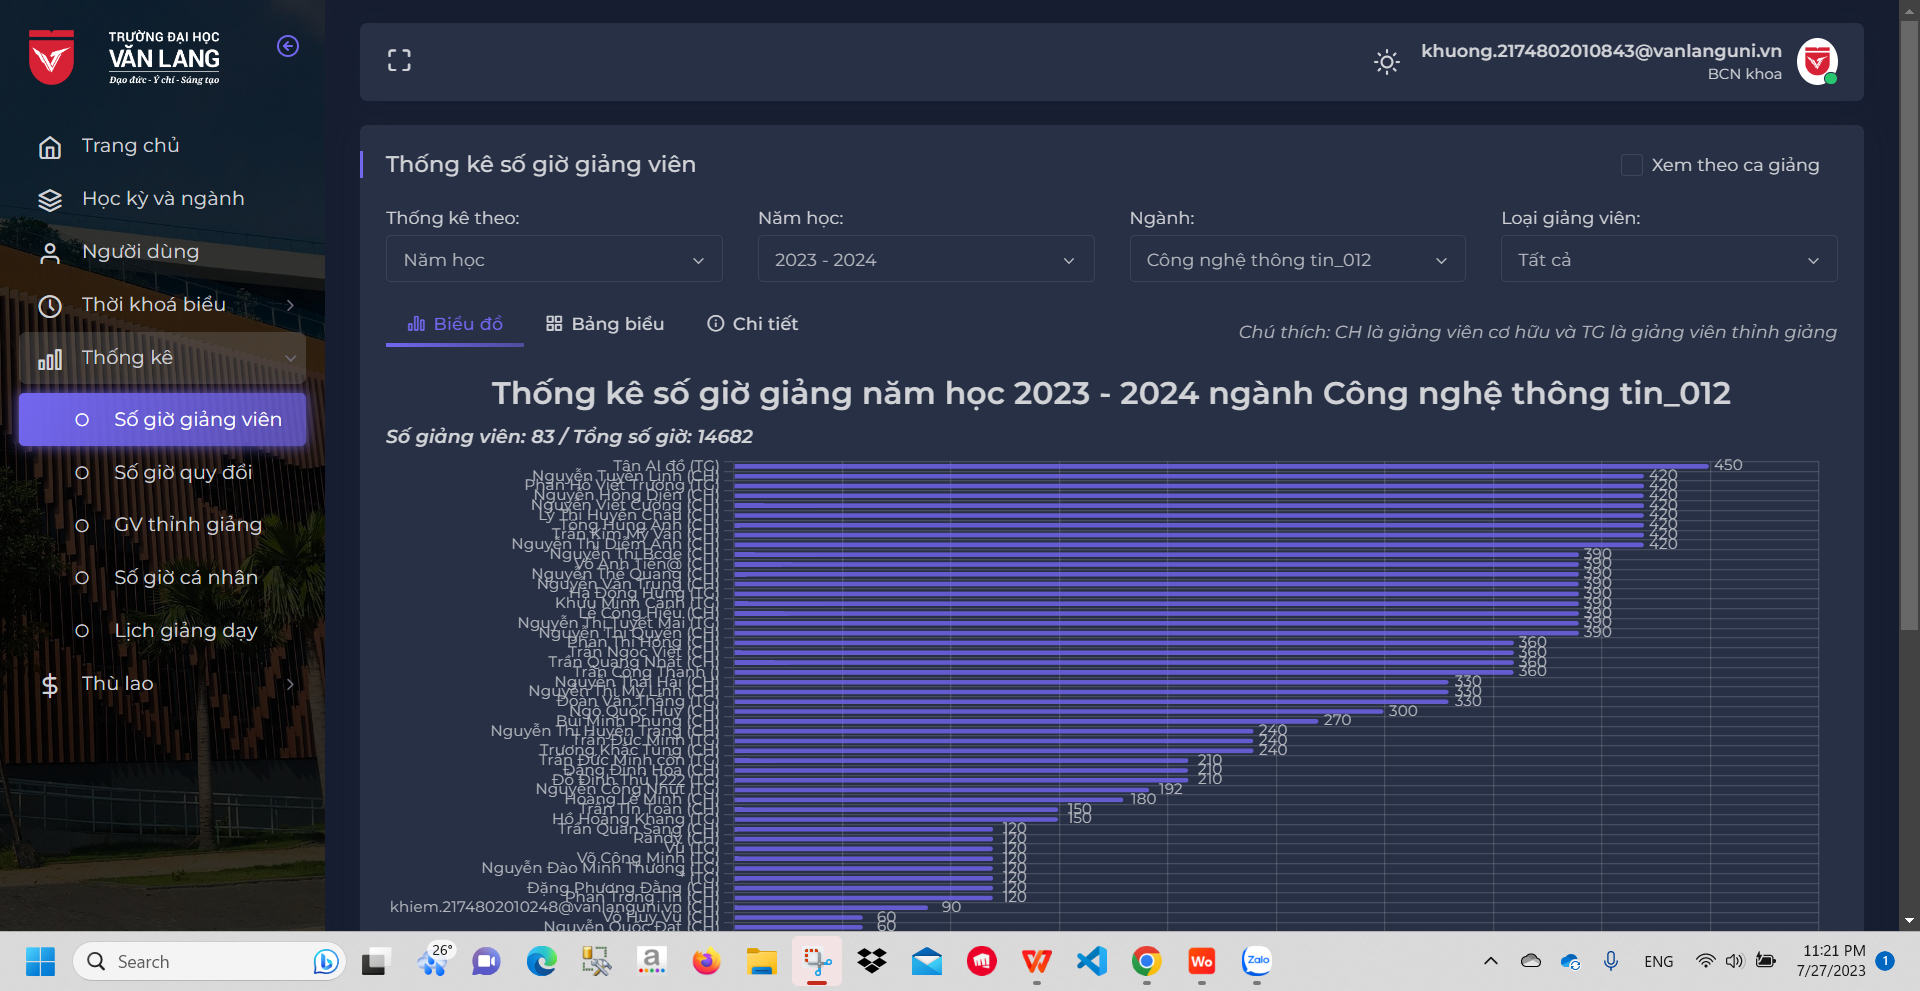 TRƯỜNG ĐẠI HỌC
VĂN LANG
Đạo đức - Ý chí - Sáng tạo
Trang chủ
Học kỳ và ngành
Người dùng
Thời khoá biểu
Thống kê
Số giờ giảng viên
Số giờ quy đổi
GV thỉnh giảng
Số giờ cá nhân
Lịch giảng dạy
Thù lao
khuong.2174802010843@vanlanguni.vn
BCN khoa
Thống kê số giờ giảng viên
Xem theo ca giảng
Thống kê theo:
Năm học:
Ngành:
Loại giảng viên:
Năm học
2023 - 2024
Công nghệ thông tin_012
Tất cả
Biểu đồ
Bảng biểu
Chi tiết
Chú thích: CH là giảng viên cơ hữu và TG là giảng viên thỉnh giảng
Thống kê số giờ giảng năm học 2023 - 2024 ngành Công nghệ thông tin_012
Số giảng viên: 83 / Tổng số giờ: 14682
450
Nguyễn Tuyền Linh (CH) 420
Phan Hồ Viết Trường (TG) 420
Nguyễn Hồng Diên (CH) 420
Nguyễn Viết Cường (CH) 420
Lý Thị Huyền Châu (CH) 420
Tống Hùng Anh (CH) 420
Trần Kim Mỹ Vân (CH) 420
Nguyễn Thị Diễm Anh (CH) 420
Nguyễn Thị Bcde (CH) 390
Võ Anh Tiến@ (CH) 390
Nguyễn Thế Quang (CH) 390
Nguyễn Văn Trung (CH) 390
Hà Đồng Hưng (TG) 390
Khưu Minh Cảnh (TG) 390
Lê Công Hiếu (CH) 390
Nguyễn Thị Tuyết Mai (TG) 390
Nguyễn Thị Quyên (CH) 390
Phan Thị Hồng (CH) 360
Trần Ngọc Việt (CH) 360
Trần Quang Nhật (CH) 360
Trần Công Thanh () 360
Nguyễn Thái Hải (CH) 330
Nguyễn Thị Mỹ Linh (CH) 330
Đoàn Văn Thắng (TG) 330
Ngô Quốc Huy (CH) 300
Bùi Minh Phụng (CH) 270
Nguyễn Thị Huyền Trang (CH) 240
Trần Đức Minh (TG) 240
Trương Khắc Tùng (CH) 240
Trần Đức Minh con (TG) 210
Đặng Đình Hòa (CH) 210
Đỗ Đình Thu 1222 (TG) 210
Nguyễn Công Nhựt (TG) 192
Hoàng Lê Minh (CH) 180
Trần Tín Toàn (CH) 150
Hồ Hoàng Khang (TG) 150
Trần Quan Sang (CH) 120
Randy (CH) 120
Vũ (TG) 120
Võ Công Minh (TG) 120
Nguyễn Đào Minh Thương (TG) 120
(TG) 120
Đặng Phương Đằng (CH) 120
Phan Trọng Tín (CH) 120
khiem.2174802010248@vanlanguni.vn (CH) 90
Võ Huy Vũ (CH) 60
Nguyễn Quốc Đạt (CH) 60
Search
26°
a
Wo
Zalo
ENG
11:21 PM
7/27/2023
1